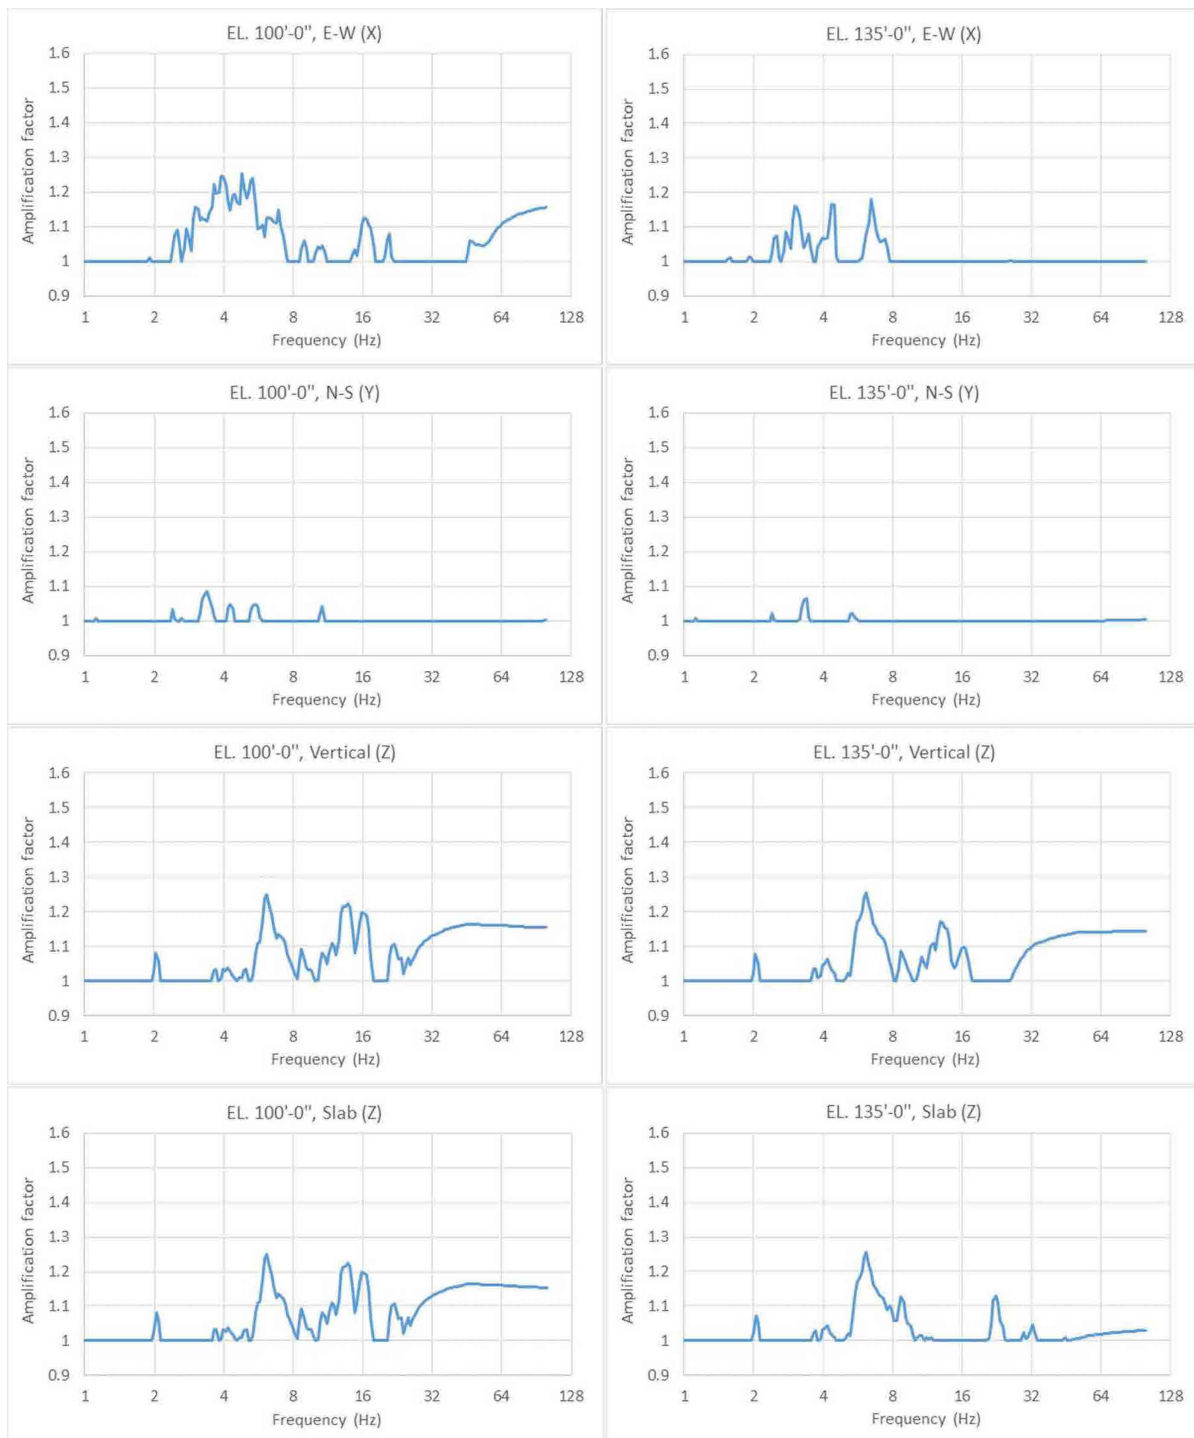 EL. 100'-0", E-W (X)
1.6
1.5
1.4
1.3
1.2
1.1
1
0.9
Amplification factor
1 2 4 8 16 32 64 128
Frequency (Hz)
EL. 135'-0", E-W (X)
1.6
1.5
1.4
1.3
1.2
1.1
1
0.9
Amplification factor
1 2 4 8 16 32 64 128
Frequency (Hz)
EL. 100'-0", N-S (Y)
1.6
1.5
1.4
1.3
1.2
1.1
1
0.9
Amplification factor
1 2 4 8 16 32 64 128
Frequency (Hz)
EL. 135'-0", N-S (Y)
1.6
1.5
1.4
1.3
1.2
1.1
1
0.9
Amplification factor
1 2 4 8 16 32 64 128
Frequency (Hz)
EL. 100'-0", Vertical (Z)
1.6
1.5
1.4
1.3
1.2
1.1
1
0.9
Amplification factor
1 2 4 8 16 32 64 128
Frequency (Hz)
EL. 135'-0", Vertical (Z)
1.6
1.5
1.4
1.3
1.2
1.1
1
0.9
Amplification factor
1 2 4 8 16 32 64 128
Frequency (Hz)
EL. 100'-0", Slab (Z)
1.6
1.5
1.4
1.3
1.2
1.1
1
0.9
Amplification factor
1 2 4 8 16 32 64 128
Frequency (Hz)
EL. 135'-0", Slab (Z)
1.6
1.5
1.4
1.3
1.2
1.1
1
0.9
Amplification factor
1 2 4 8 16 32 64 128
Frequency (Hz)